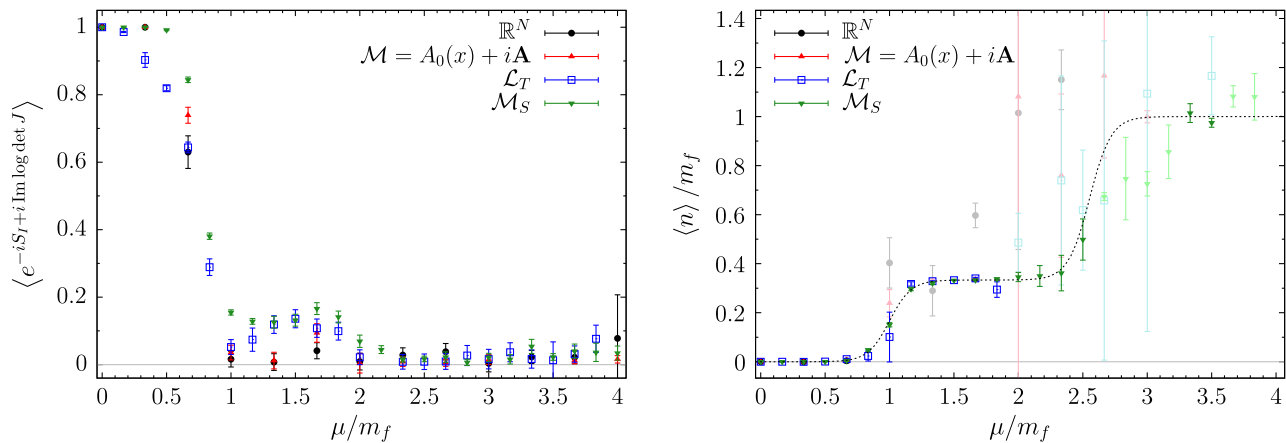 ⟨e^{-iS_I+i Im log det J}⟩
1
0.8
0.6
0.4
0.2
0
0 0.5 1 1.5 2 2.5 3 3.5 4
μ/m_f
ℝ^N
ℳ = A_0(x) + i𝐀
ℒ_T
ℳ_S
⟨n⟩/m_f
1.4
1.2
1
0.8
0.6
0.4
0.2
0
0 0.5 1 1.5 2 2.5 3 3.5 4
μ/m_f
ℝ^N
ℳ = A_0(x) + i𝐀
ℒ_T
ℳ_S